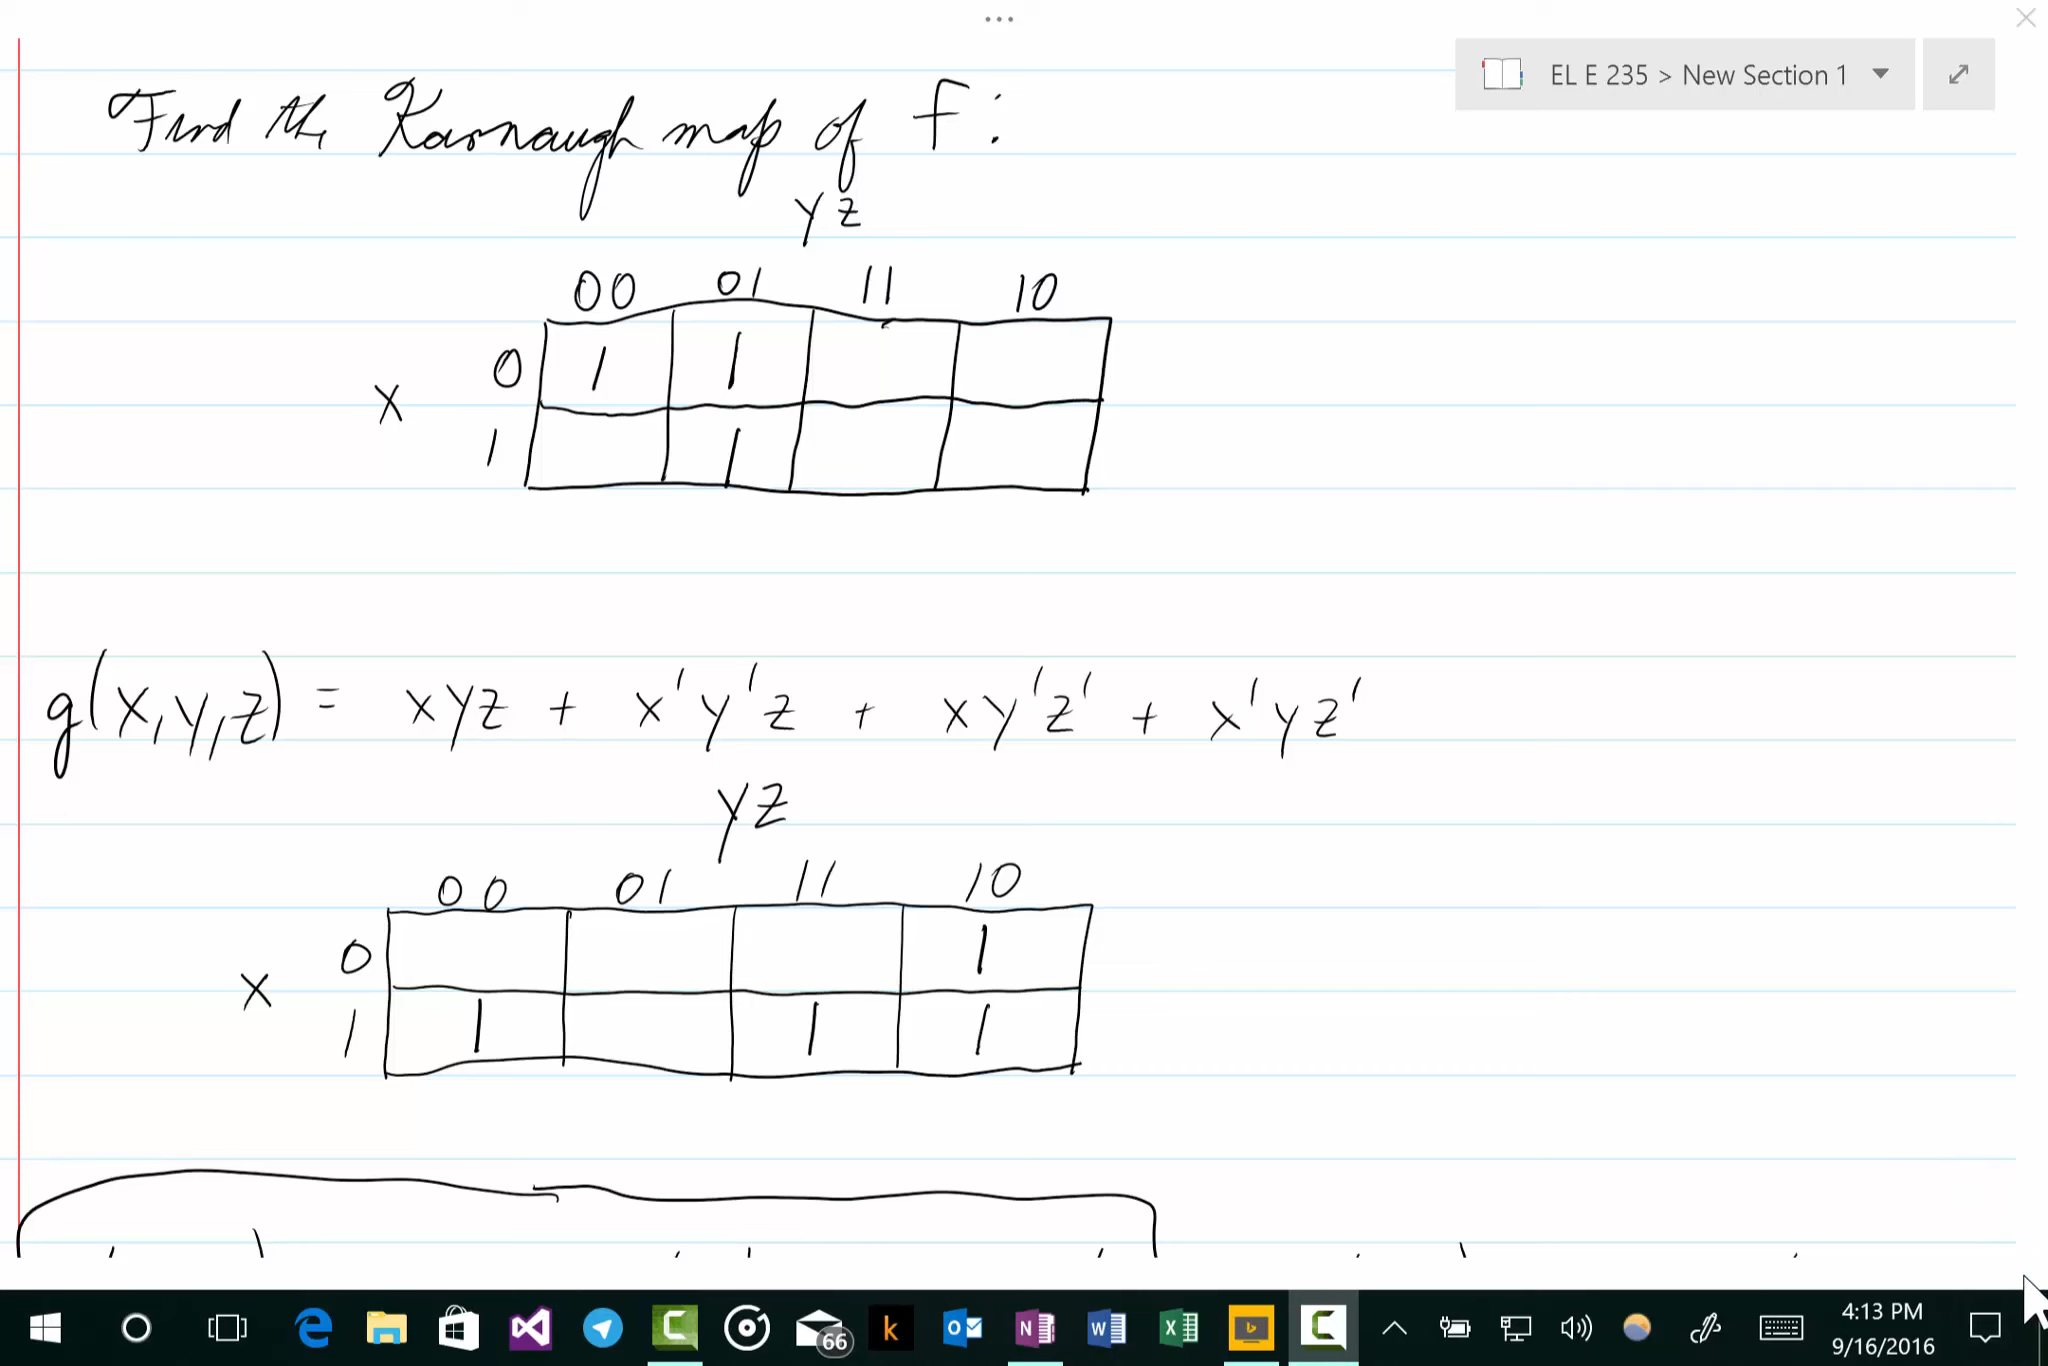 EL E 235 > New Section 1
Find the Karnaugh map of f:
yz
00 01 11 10
0 1 1
x
1 1
g(x,y,z) = xyz + x'y'z + xy'z' + x'yz'
yz
00 01 11 10
0 1
x
1 1 1 1
66
4:13 PM
9/16/2016